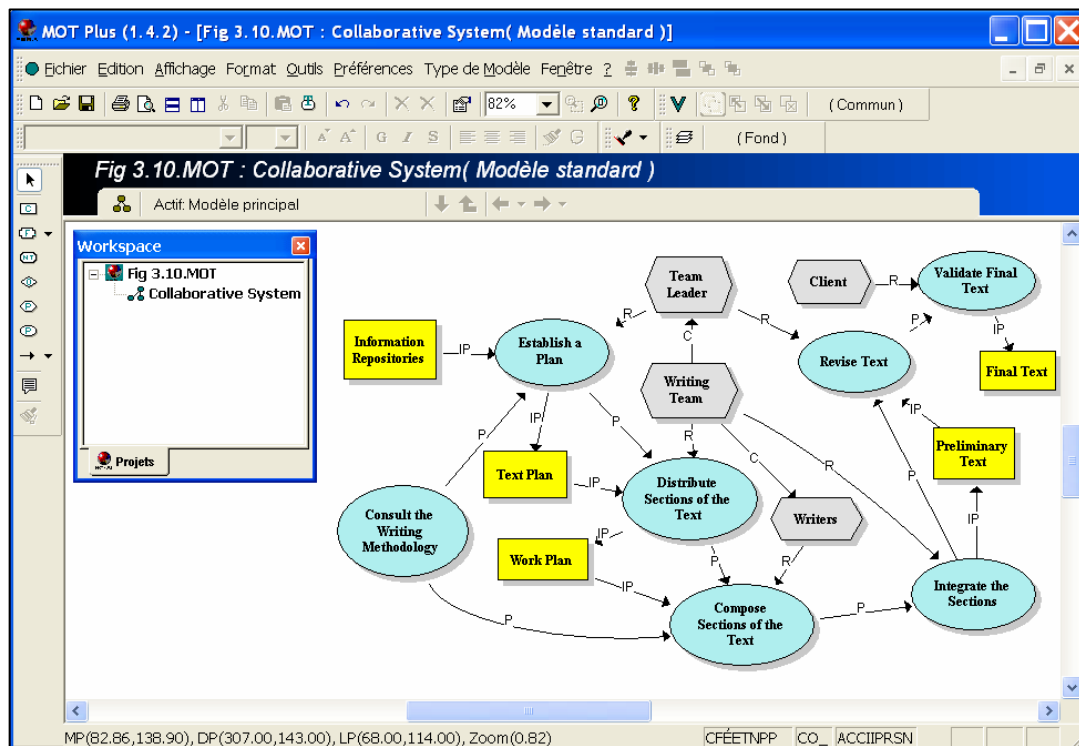 MOT Plus (1.4.2) - [Fig 3.10.MOT : Collaborative System( Modèle standard )]
Fichier Edition Affichage Format Outils Préférences Type de Modèle Fenêtre ?
82% ? ( Commun )
A A G I S G ( Fond )
Fig 3.10.MOT : Collaborative System( Modèle standard )
Actif: Modèle principal
Workspace
Fig 3.10.MOT
Collaborative System
Projets
Team
Leader
Client
R
Validate Final
Text
R
R
P
IP
Information
Repositories
IP
Establish a
Plan
C
Revise Text
Final Text
Writing
Team
P
IP
P
R
C
R
IP
Preliminary
Text
P
Text Plan
IP
Distribute
Sections of the
Text
Consult the
Writing
Methodology
Writers
IP
IP
Work Plan
IP
P
R
P
Compose
Sections of the
Text
P
Integrate the
Sections
MP(82.86,138.90), DP(307.00,143.00), LP(68.00,114.00), Zoom(0.82)
CFÉETNPP CO_ ACCIIPRSN